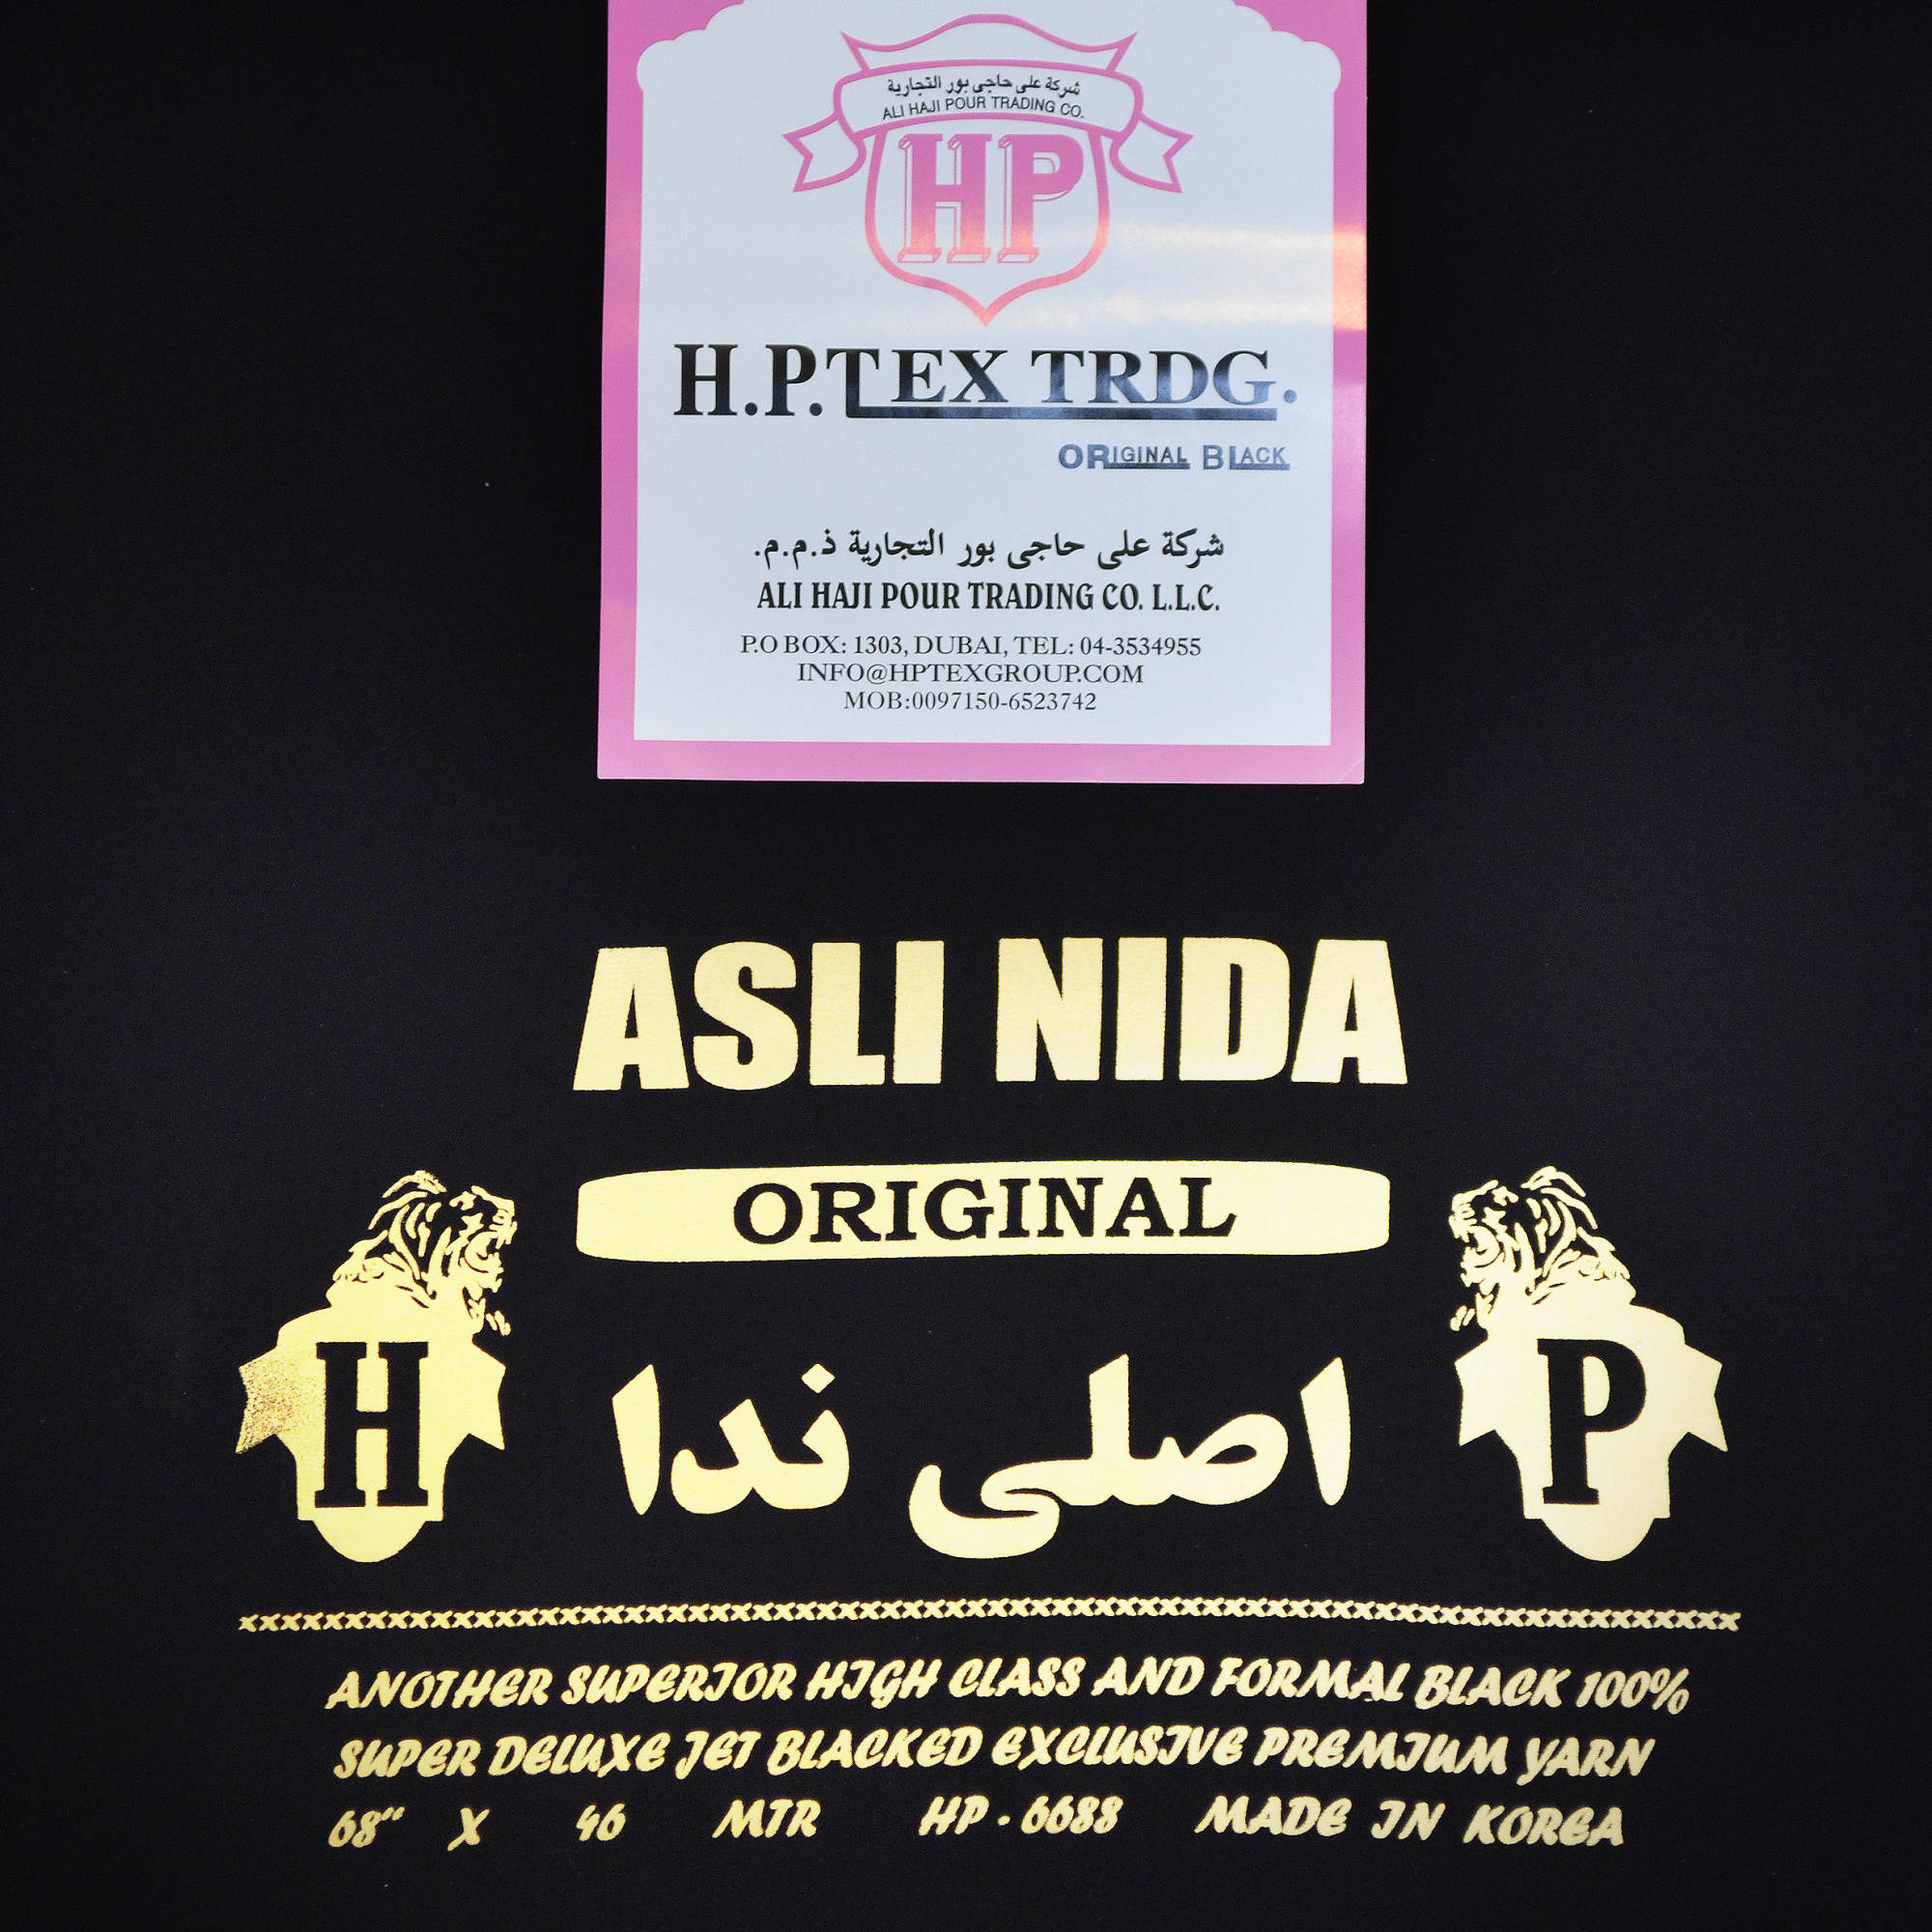 شركة على حاجى بور التجارية
ALI HAJI POUR TRADING CO.
HP
H.P.TEX TRDG.
ORIGINAL BLACK
شركة على حاجى بور التجارية ذ.م.م.
ALI HAJI POUR TRADING CO. L.L.C.
P.O BOX: 1303, DUBAI, TEL: 04-3534955
INFO@HPTEXGROUP.COM
MOB:0097150-6523742
ASLI NIDA
ORIGINAL
H
اصلى ندا
P
xxxxxxxxxxxxxxxxxxxxxxxxxxxxxxxxxxxxxxxxxxxxxxxxxxxxxxxxxxxxxxxxxxxxxx
ANOTHER SUPERIOR HIGH CLASS AND FORMAL BLACK 100%
SUPER DELUXE JET BLACKED EXCLUSIVE PREMIUM YARN
68" X 46 MTR HP - 6688 MADE IN KOREA